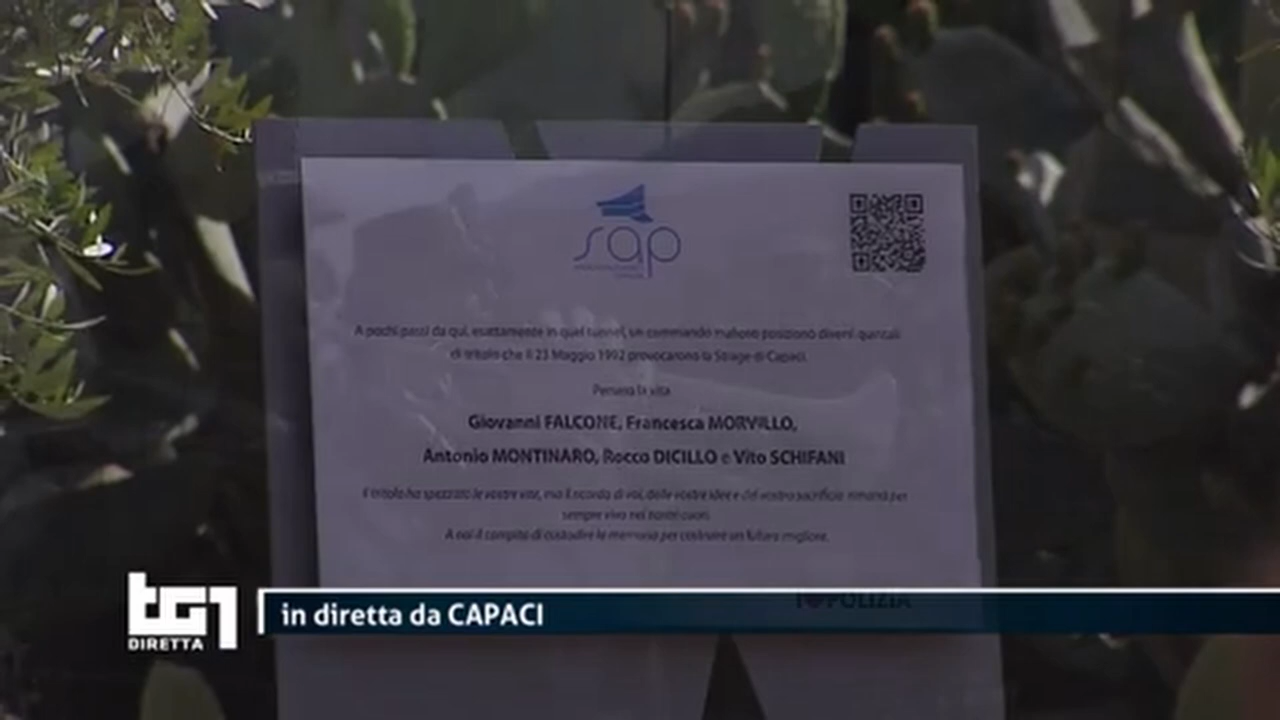 sap
A pochi passi da qui, esattamente in quel tunnel, un commando mafioso posizionò diversi quintali
di tritolo che il 23 Maggio 1992 provocarono la Strage di Capaci.
Persero la vita
Giovanni FALCONE, Francesca MORVILLO,
Antonio MONTINARO, Rocco DICILLO e Vito SCHIFANI
Il tritolo ha spezzato le vostre vite, ma il ricordo di voi, delle vostre idee e del vostro sacrificio rimarrà per
sempre vivo nei nostri cuori.
A noi il compito di custodire la memoria per costruire un futuro migliore.
I POLIZIA
tg1
DIRETTA
in diretta da CAPACI